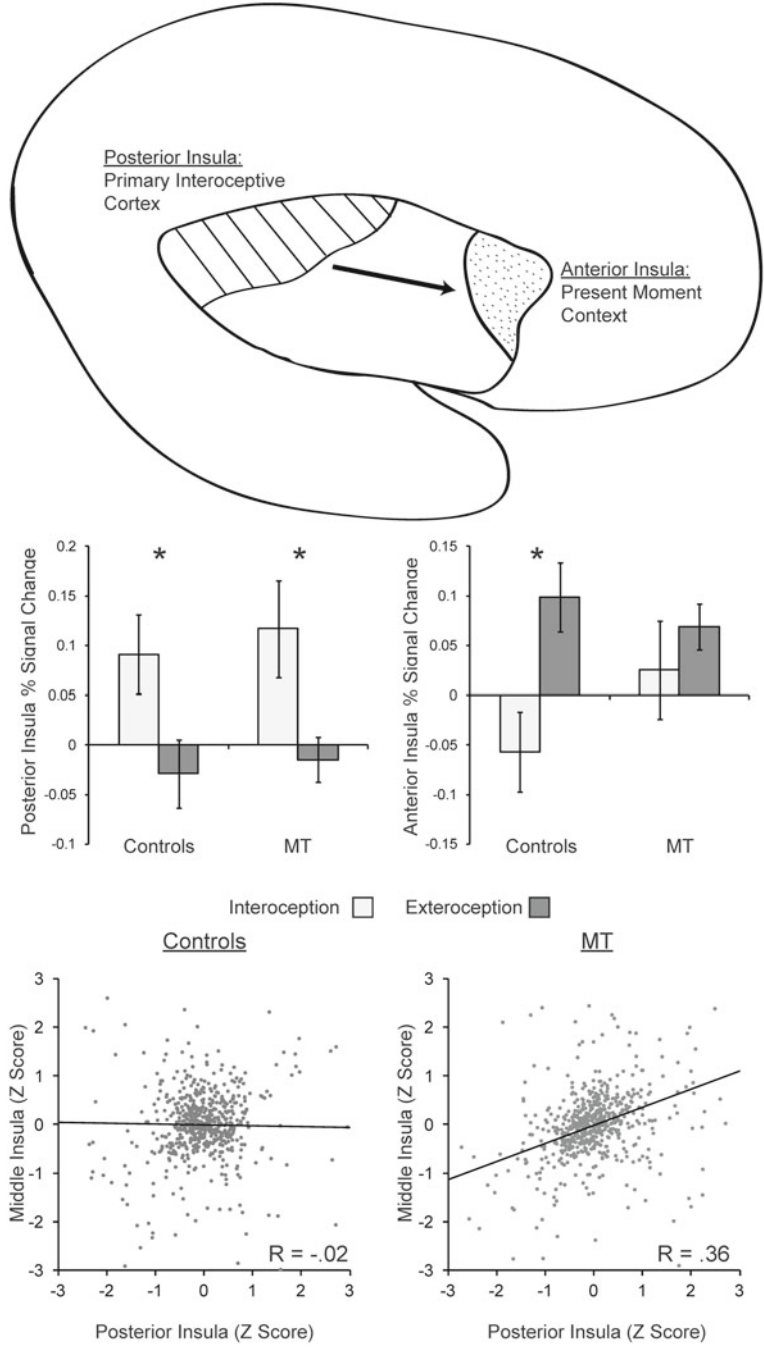 Posterior Insula:
Primary Interoceptive
Cortex
Anterior Insula:
Present Moment
Context
Posterior Insula % Signal Change
0.2
0.15
0.1
0.05
0
-0.05
-0.1
*
*
Controls
MT
Anterior Insula % Signal Change
0.15
0.1
0.05
0
-0.05
-0.1
-0.15
*
Controls
MT
Interoception
Exteroception
Controls
Middle Insula (Z Score)
3
2
1
0
-1
-2
-3
R = -.02
-3 -2 -1 0 1 2 3
Posterior Insula (Z Score)
MT
Middle Insula (Z Score)
3
2
1
0
-1
-2
-3
R = .36
-3 -2 -1 0 1 2 3
Posterior Insula (Z Score)